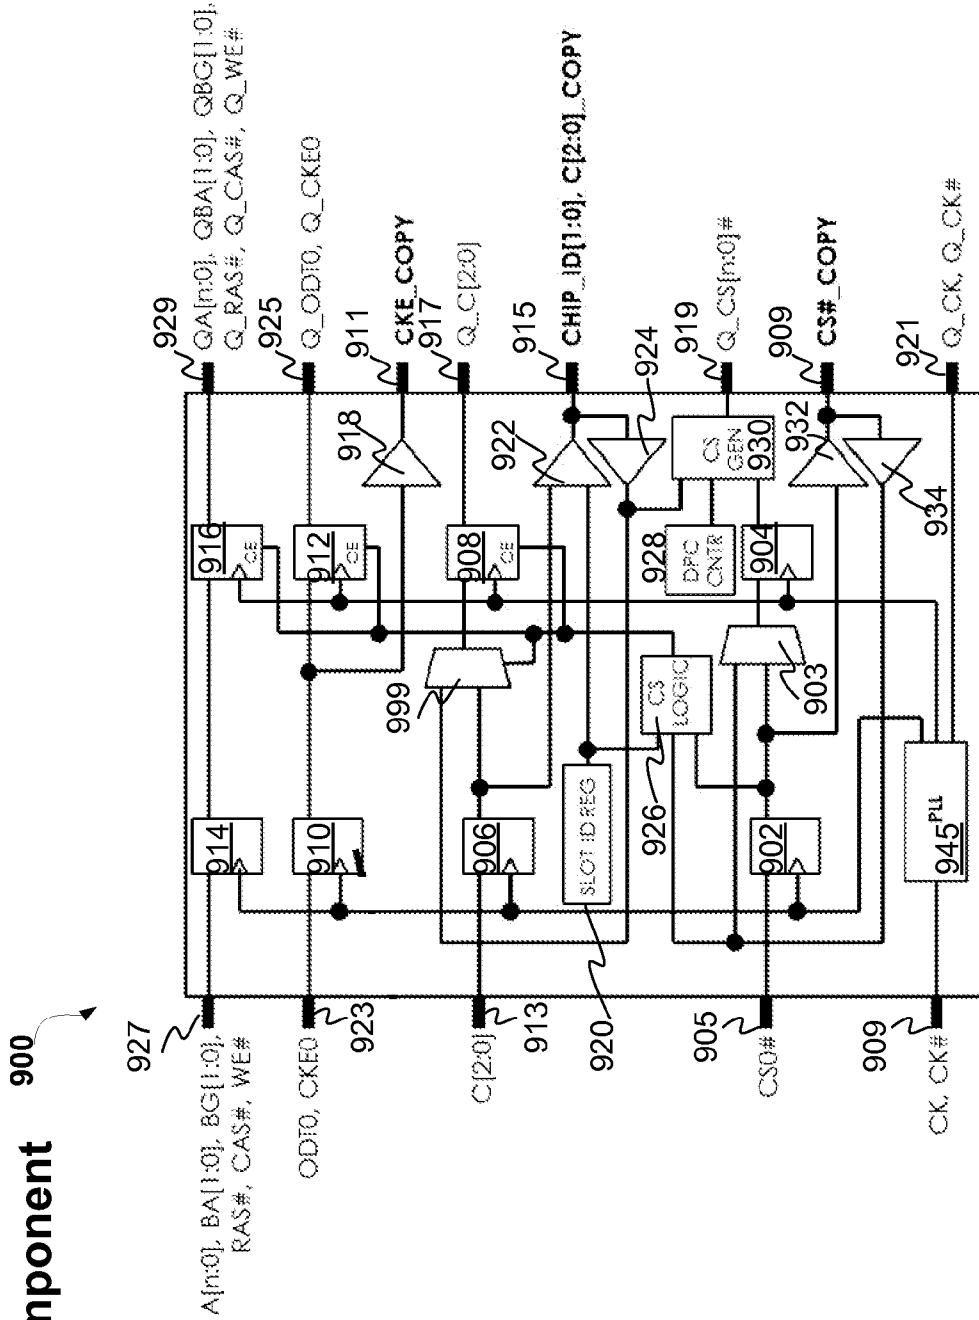 nponent
900
927
A[n:0], BA[1:0], BG[1:0],
RAS#, CAS#, WE#
923
ODT0, CKE0
913
C[2:0]
920
905
CS0#
909
CK, CK#
914
910
906
SLOT ID REG
926
902
945
PLL
999
CS
LOGIC
903
916
CE
912
CE
908
CE
928
DPC
CNTR
904
918
922
924
CS
GEN
930
932
934
929
QA[n:0], QBA[1:0], QBG[1:0],
Q_RAS#, Q_CAS#, Q_WE#
925
Q_ODT0, Q_CKE0
911
CKE_COPY
917
Q_C[2:0]
915
CHIP_ID[1:0], C[2:0]_COPY
919
Q_CS[n:0]#
909
CS#_COPY
921
Q_CK, Q_CK#